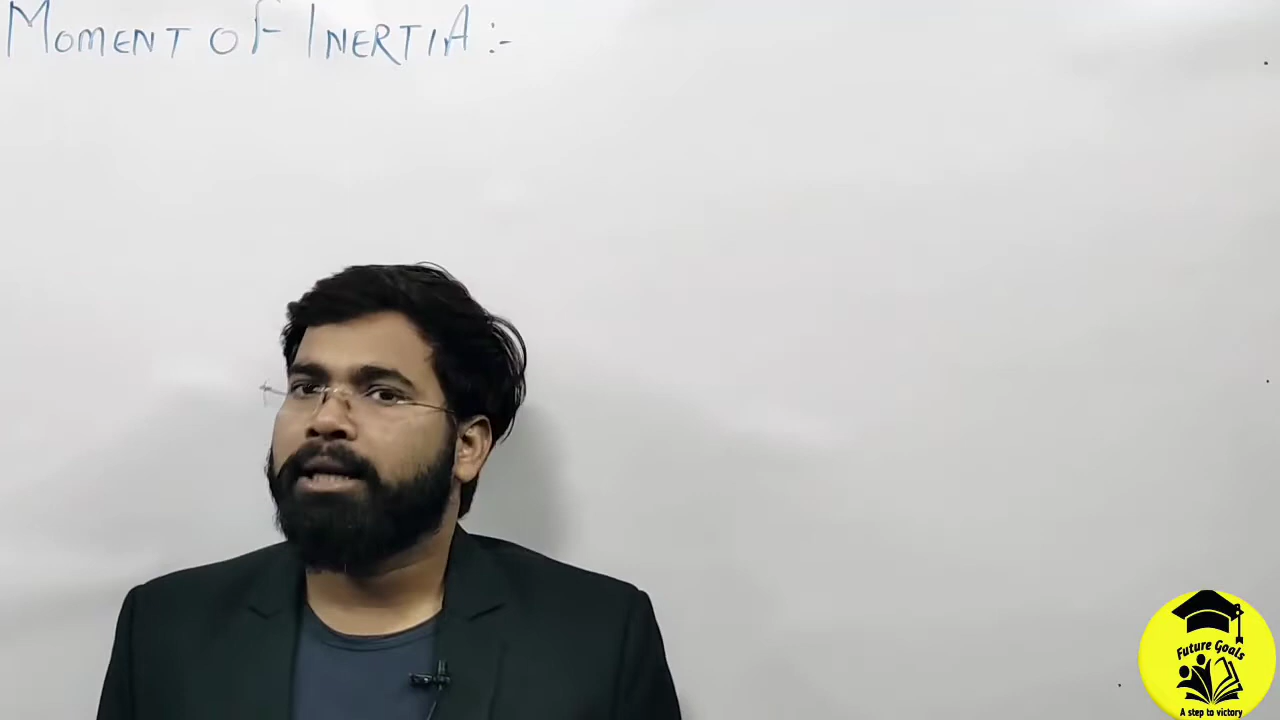 MOMENT OF INERTIA :-
Future Goals
A step to victory